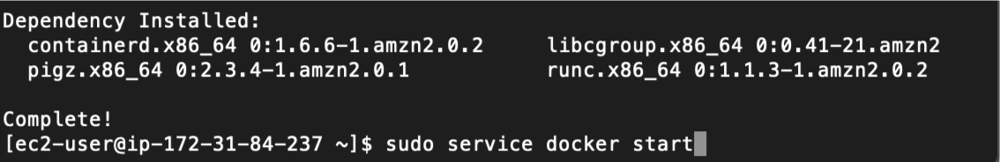 Dependency Installed:
  containerd.x86_64 0:1.6.6-1.amzn2.0.2     libcgroup.x86_64 0:0.41-21.amzn2
  pigz.x86_64 0:2.3.4-1.amzn2.0.1           runc.x86_64 0:1.1.3-1.amzn2.0.2
Complete!
[ec2-user@ip-172-31-84-237 ~]$ sudo service docker start